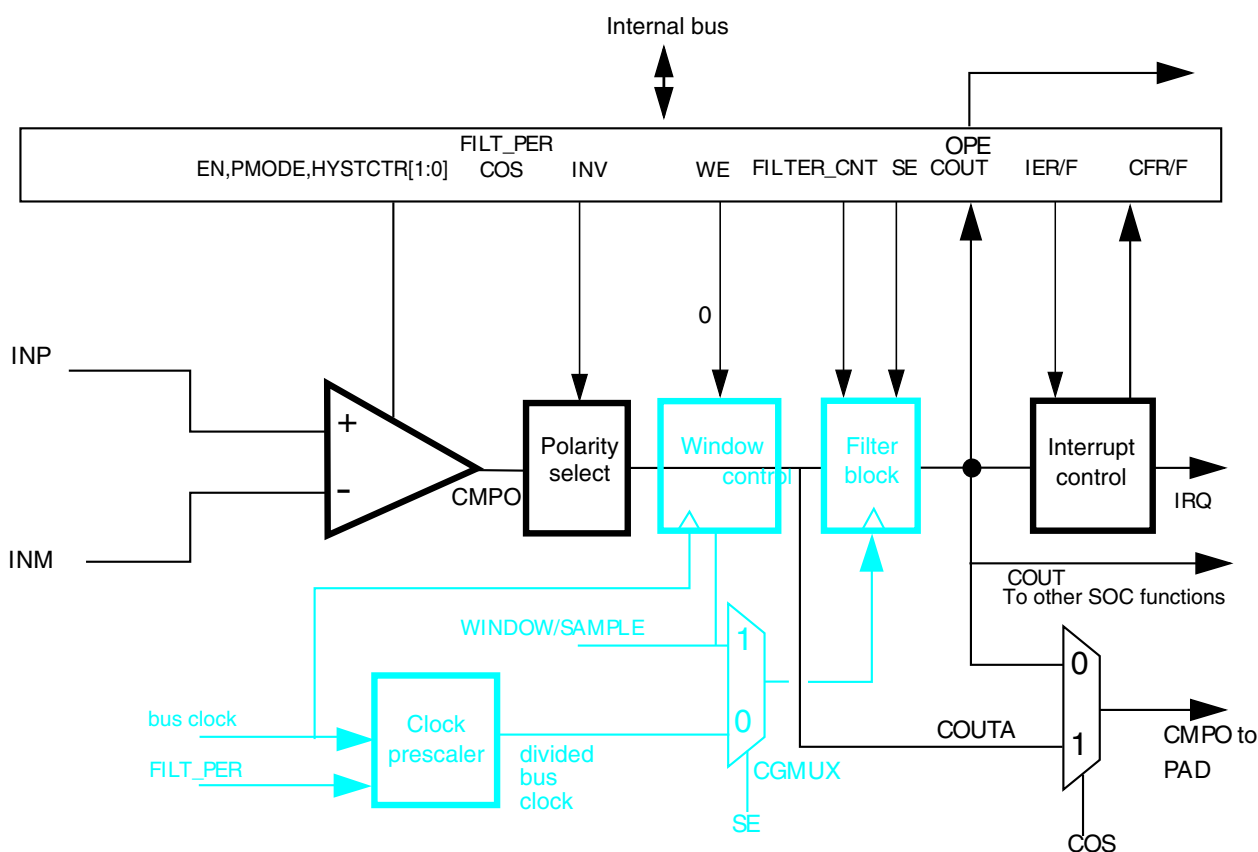 Internal bus
FILT_PER
OPE
EN,PMODE,HYSTCTR[1:0]
COS
INV
WE
FILTER_CNT
SE
COUT
IER/F
CFR/F
0
INP
+
-
INM
CMPO
Polarity
select
Window
control
Filter
block
Interrupt
control
IRQ
COUT
To other SOC functions
WINDOW/SAMPLE
1
0
0
1
bus clock
FILT_PER
Clock
prescaler
divided
bus
clock
CGMUX
SE
COUTA
CMPO to
PAD
COS